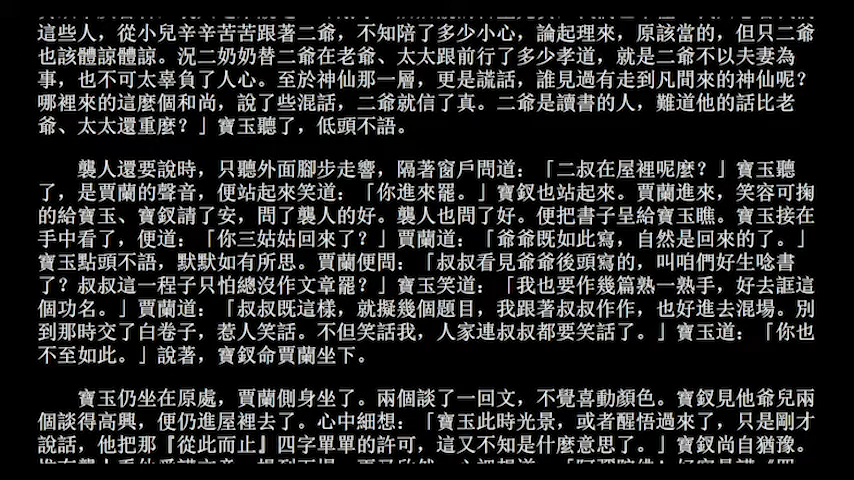 這些人，從小兒辛辛苦苦跟著二爺，不知陪了多少小心，論起理來，原該當的，但只二爺
也該體諒體諒。況二奶奶替二爺在老爺、太太跟前行了多少孝道，就是二爺不以夫妻為
事，也不可太辜負了人心。至於神仙那一層，更是謊話，誰見過有走到凡間來的神仙呢？
哪裡來的這麼個和尚，說了些混話，二爺就信了真。二爺是讀書的人，難道他的話比老
爺、太太還重麼？」寶玉聽了，低頭不語。
襲人還要說時，只聽外面腳步走響，隔著窗戶問道：「二叔在屋裡呢麼？」寶玉聽
了，是賈蘭的聲音，便站起來笑道：「你進來罷。」寶釵也站起來。賈蘭進來，笑容可掬
的給寶玉、寶釵請了安，問了襲人的好。襲人也問了好。便把書子呈給寶玉瞧。寶玉接在
手中看了，便道：「你三姑姑回來了？」賈蘭道：「爺爺既如此寫，自然是回來的了。」
寶玉點頭不語，默默如有所思。賈蘭便問：「叔叔看見爺爺後頭寫的，叫咱們好生唸書
了？叔叔這一程子只怕總沒作文章罷？」寶玉笑道：「我也要作幾篇熟一熟手，好去誆這
個功名。」賈蘭道：「叔叔既這樣，就擬幾個題目，我跟著叔叔作作，也好進去混場。別
到那時交了白卷子，惹人笑話。不但笑話我，人家連叔叔都要笑話了。」寶玉道：「你也
不至如此。」說著，寶釵命賈蘭坐下。
寶玉仍坐在原處，賈蘭側身坐了。兩個談了一回文，不覺喜動顏色。寶釵見他爺兒兩
個談得高興，便仍進屋裡去了。心中細想：「寶玉此時光景，或者醒悟過來了，只是剛才
說話，他把那『從此而止』四字單單的許可，這又不知是什麼意思了。」寶釵尚自猶豫。